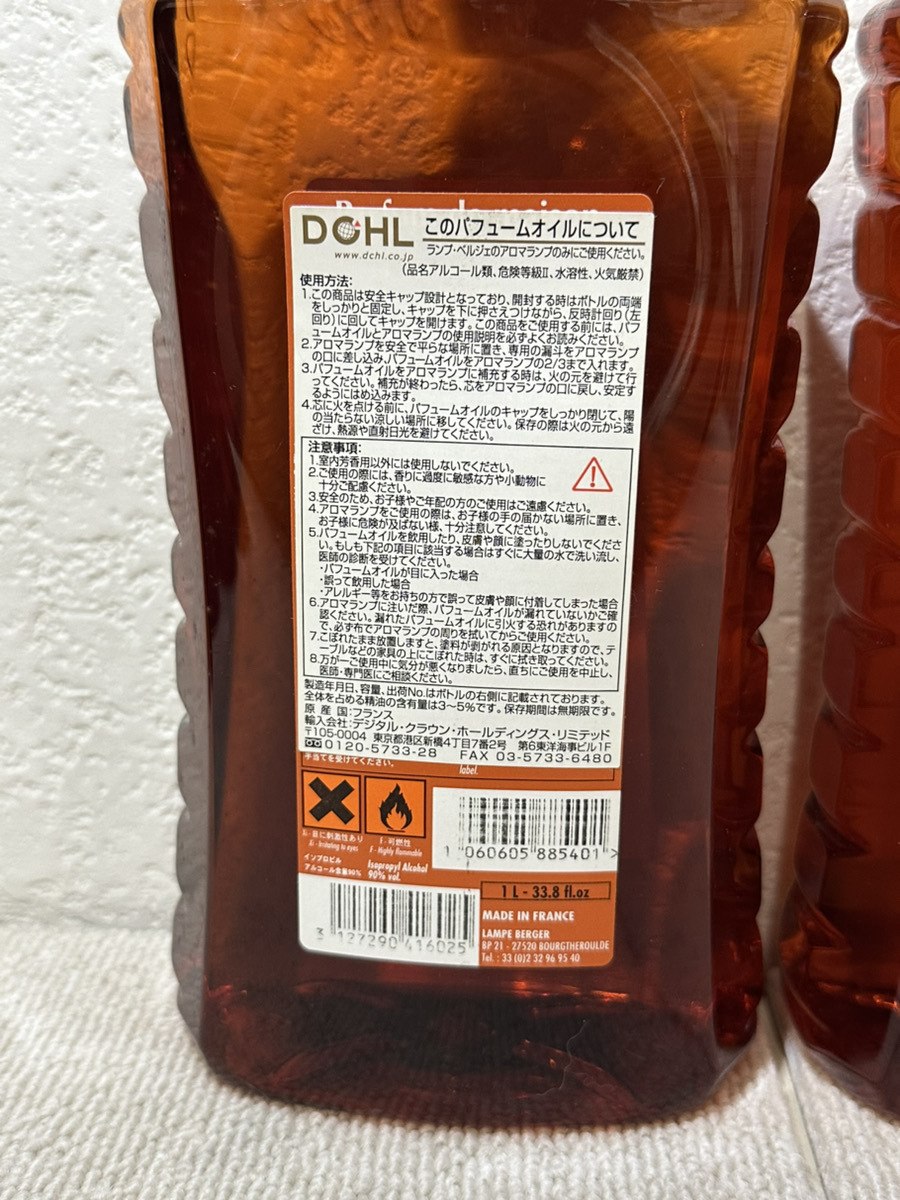 DCHL
このパフュームオイルについて
www.dchl.co.jp
ランプ・ベルジェのアロマランプのみにご使用ください。
(品名アルコール類、危険等級II、水溶性、火気厳禁)
使用方法:
1.この商品は安全キャップ設計となっており、開封する時はボトルの両端
をしっかりと固定し、キャップを下に押さえつけながら、反時計回り(左
回り)に回してキャップを開けます。この商品をご使用する前には、パフ
ュームオイルとアロマランプの使用説明を必ずよくお読みください。
2.アロマランプを安全で平らな場所に置き、専用の漏斗をアロマランプ
の口に差し込み、パフュームオイルをアロマランプの2/3まで入れます。
3.パフュームオイルをアロマランプに補充する時は、火の元を避けて行
ってください。補充が終わったら、芯をアロマランプの口に戻し、安定す
るようにはめ込みます。
4.芯に火を点ける前に、パフュームオイルのキャップをしっかり閉じて、陽
の当たらない涼しい場所に移してください。保存の際は火の元から遠
ざけ、熱源や直射日光を避けてください。
注意事項:
1.室内芳香用以外には使用しないでください。
2.ご使用の際には、香りに過度に敏感な方や小動物に
十分ご配慮ください。
3.安全のため、お子様やご年配の方のご使用はご遠慮ください。
4.アロマランプをご使用の際は、お子様の手の届かない場所に置き、
お子様に危険が及ばない様、十分注意してください。
5.パフュームオイルを飲用したり、皮膚や顔に塗ったりしないでくださ
い。もしも下記の項目に該当する場合はすぐに大量の水で洗い流し、
医師の診断を受けてください。
・パフュームオイルが目に入った場合
・誤って飲用した場合
・アレルギー等をお持ちの方で誤って皮膚や顔に付着してしまった場合
6.アロマランプに注いだ際、パフュームオイルが漏れていないかご確
認ください。漏れたパフュームオイルに引火する恐れがありますの
で、必ず布でアロマランプの周りを拭いてからご使用ください。
7.こぼれたまま放置しますと、塗料が剥がれる原因となりますので、テ
ーブルなどの家具の上にこぼれた時は、すぐに拭き取ってください。
8.万が一ご使用中に気分が悪くなりましたら、直ちにご使用を中止し、
医師・専門医にご相談ください。
製造年月日、容量、出荷No.はボトルの右側に記載されております。
全体を占める精油の含有量は3~5%です。保存期間は無期限です。
原産国:フランス
輸入会社:デジタル・クラウン・ホールディングス・リミテッド
〒105-0004 東京都港区新橋4丁目7番2号 第6東洋海事ビル1F
0120-5733-28 FAX 03-5733-6480
手当てを受けてください。
label.
Xi - 目に刺激性あり
Xi - Irritating to eyes
F - 可燃性
F - Highly flammable
イソプロピル
アルコール含量90%
Isopropyl Alcohol
90% vol.
1 060605 885401 >
1 L - 33.8 fl.oz
MADE IN FRANCE
LAMPE BERGER
BP 21 - 27520 BOURGTHEROULDE
Tel. : 33 (0)2 32 96 95 40
3 127290 416025